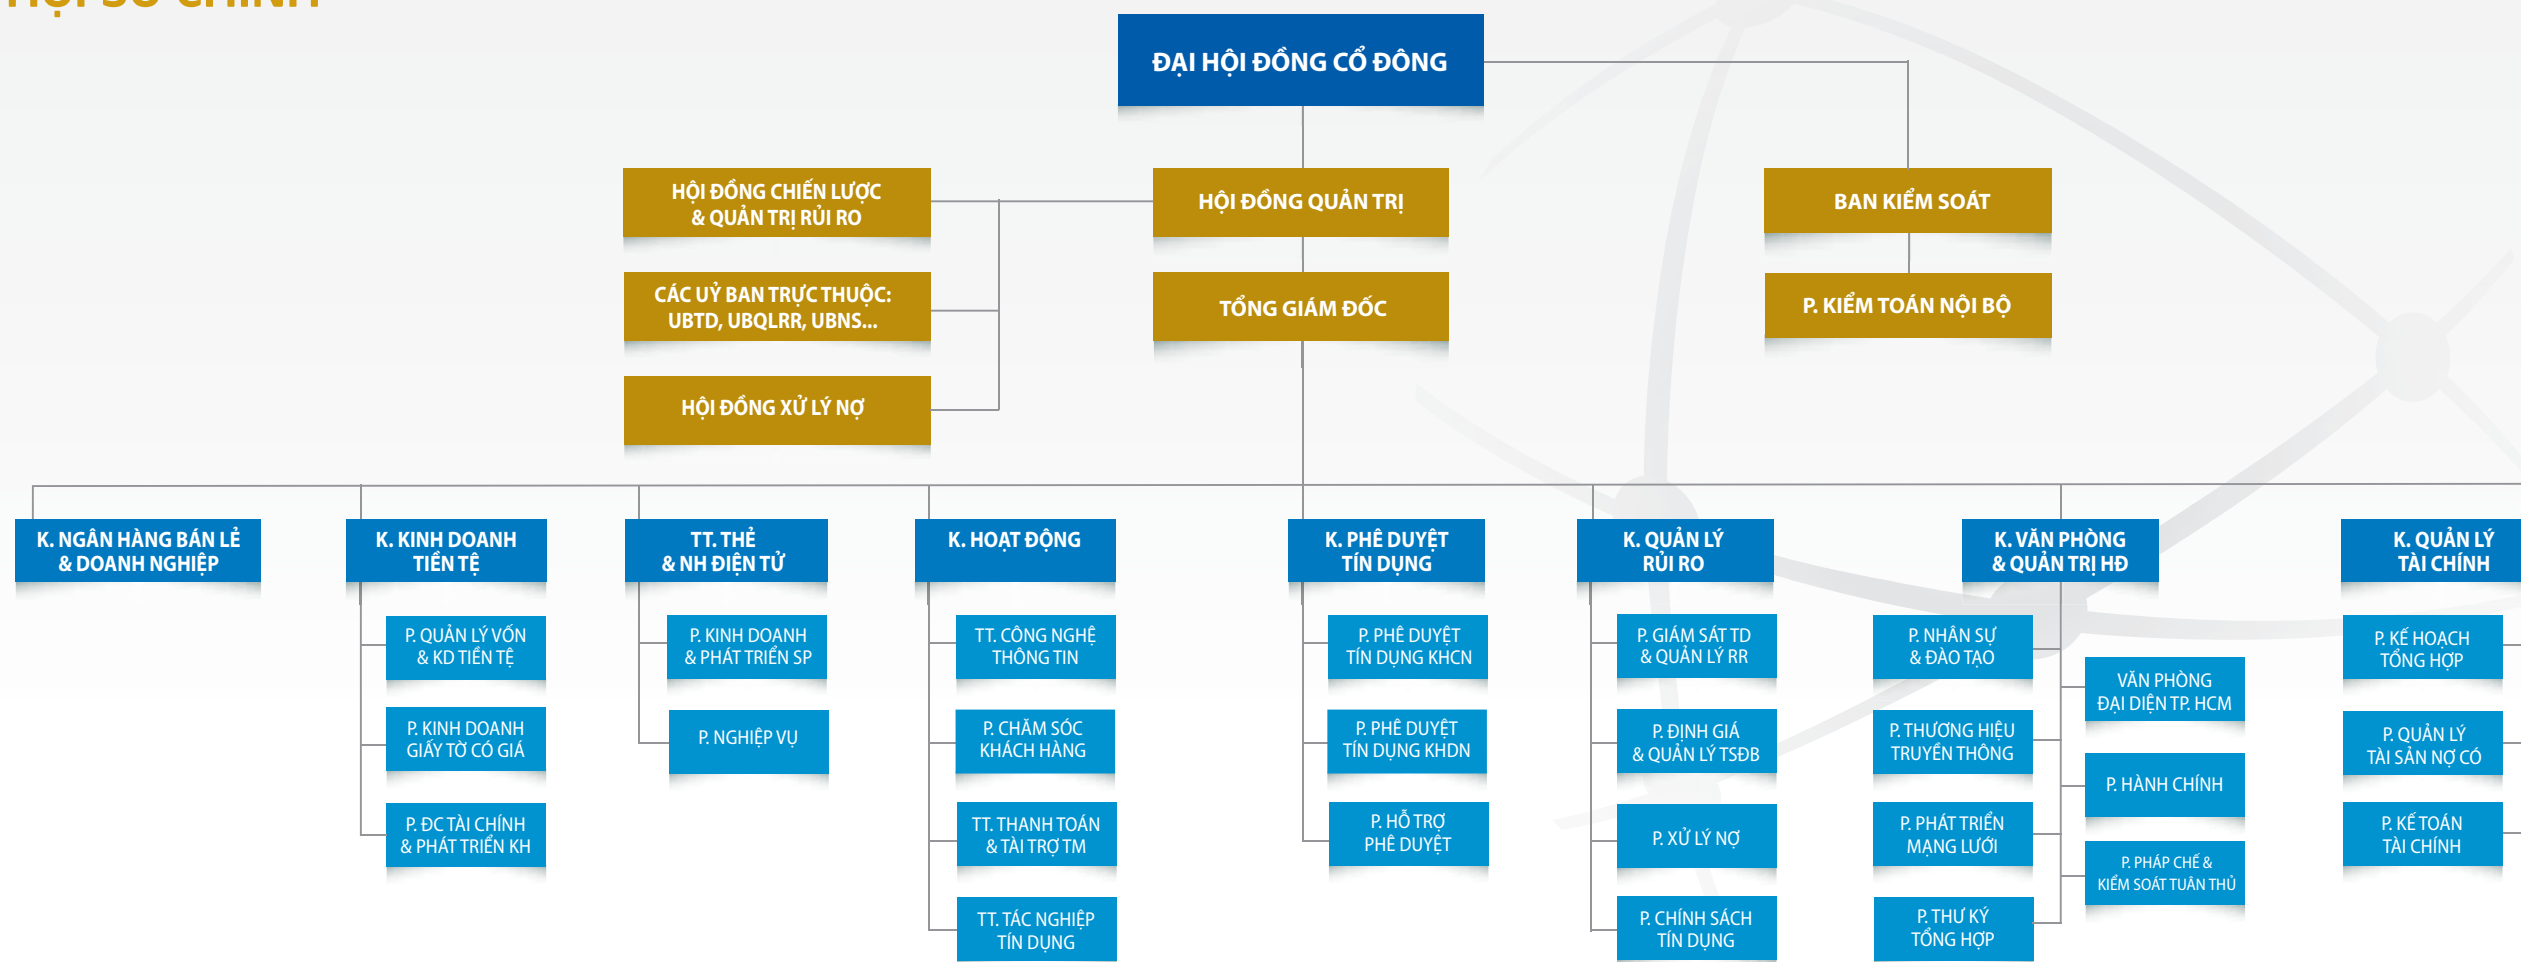 HỘI SỞ CHÍNH
ĐẠI HỘI ĐỒNG CỔ ĐÔNG
HỘI ĐỒNG CHIẾN LƯỢC
& QUẢN TRỊ RỦI RO
HỘI ĐỒNG QUẢN TRỊ
BAN KIỂM SOÁT
CÁC UỶ BAN TRỰC THUỘC:
UBTD, UBQLRR, UBNS...
TỔNG GIÁM ĐỐC
P. KIỂM TOÁN NỘI BỘ
HỘI ĐỒNG XỬ LÝ NỢ
K. NGÂN HÀNG BÁN LẺ
& DOANH NGHIỆP
K. KINH DOANH
TIỀN TỆ
P. QUẢN LÝ VỐN
& KD TIỀN TỆ
P. KINH DOANH
GIẤY TỜ CÓ GIÁ
P. ĐC TÀI CHÍNH
& PHÁT TRIỂN KH
TT. THẺ
& NH ĐIỆN TỬ
P. KINH DOANH
& PHÁT TRIỂN SP
P. NGHIỆP VỤ
K. HOẠT ĐỘNG
TT. CÔNG NGHỆ
THÔNG TIN
P. CHĂM SÓC
KHÁCH HÀNG
TT. THANH TOÁN
& TÀI TRỢ TM
TT. TÁC NGHIỆP
TÍN DỤNG
K. PHÊ DUYỆT
TÍN DỤNG
P. PHÊ DUYỆT
TÍN DỤNG KHCN
P. PHÊ DUYỆT
TÍN DỤNG KHDN
P. HỖ TRỢ
PHÊ DUYỆT
K. QUẢN LÝ
RỦI RO
P. GIÁM SÁT TD
& QUẢN LÝ RR
P. ĐỊNH GIÁ
& QUẢN LÝ TSĐB
P. XỬ LÝ NỢ
P. CHÍNH SÁCH
TÍN DỤNG
K. VĂN PHÒNG
& QUẢN TRỊ HĐ
P. NHÂN SỰ
& ĐÀO TẠO
P. THƯƠNG HIỆU
TRUYỀN THÔNG
P. PHÁT TRIỂN
MẠNG LƯỚI
P. THƯ KÝ
TỔNG HỢP
VĂN PHÒNG
ĐẠI DIỆN TP. HCM
P. HÀNH CHÍNH
P. PHÁP CHẾ &
KIỂM SOÁT TUÂN THỦ
K. QUẢN LÝ
TÀI CHÍNH
P. KẾ HOẠCH
TỔNG HỢP
P. QUẢN LÝ
TÀI SẢN NỢ CÓ
P. KẾ TOÁN
TÀI CHÍNH